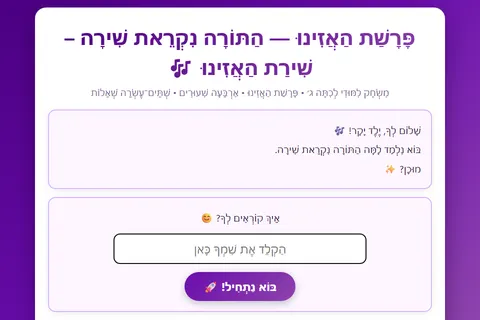 פָּרָשַׁת הַאֲזִינוּ — הַתּוֹרָה נִקְרֵאת שִׁירָה –
שִׁירַת הַאֲזִינוּ 🎶
מִשְׂחָק לִמּוּדִי לְכִתָּה ג׳ • פָּרָשַׁת הַאֲזִינוּ • אַרְבָּעָה שִׁעוּרִים • שְׁתֵּים־עֶשְׂרֵה שְׁאֵלוֹת
שָׁלוֹם לְךָ, יֶלֶד יָקָר! 🎶
בּוֹא נִלְמַד לָמָּה הַתּוֹרָה נִקְרֵאת שִׁירָה.
מוּכָן? ✨
אֵיךְ קוֹרְאִים לְךָ? 😊
הַקְלֵד אֶת שִׁמְךָ כָּאן
בּוֹא נַתְחִיל! 🚀